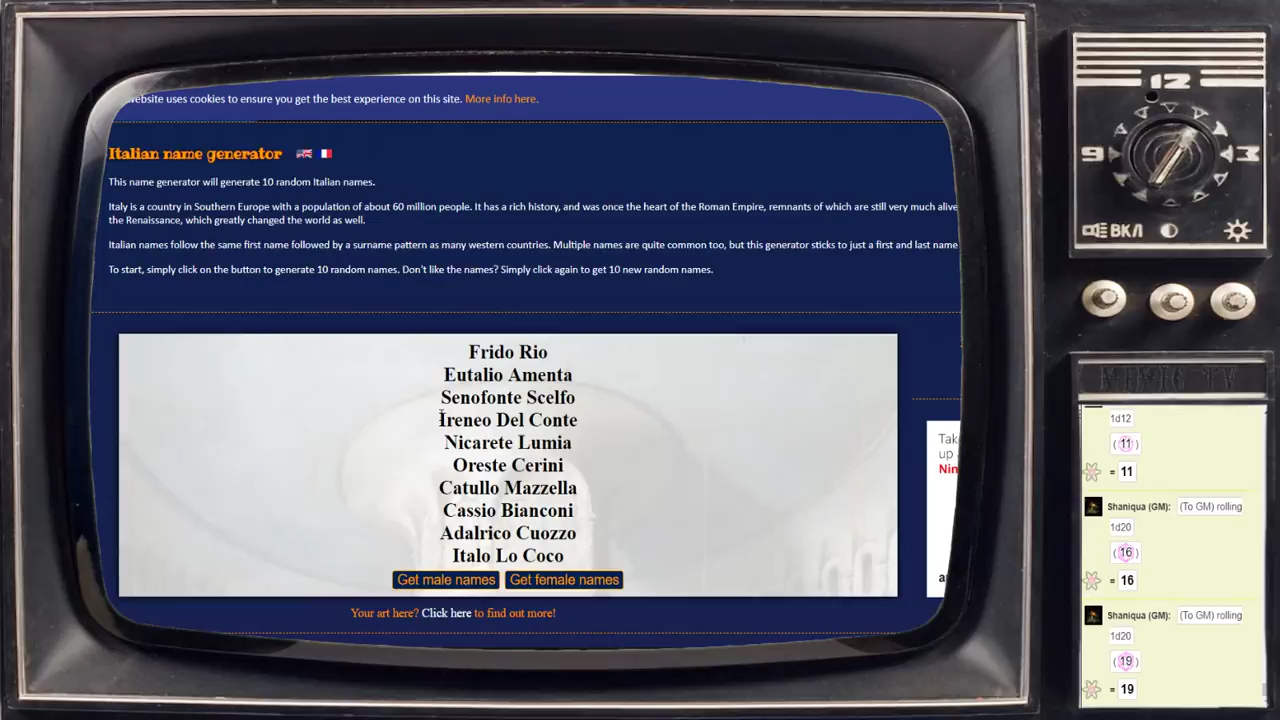 website uses cookies to ensure you get the best experience on this site. More info here.
Italian name generator
This name generator will generate 10 random Italian names.
Italy is a country in Southern Europe with a population of about 60 million people. It has a rich history, and was once the heart of the Roman Empire, remnants of which are still very much alive
the Renaissance, which greatly changed the world as well.
Italian names follow the same first name followed by a surname pattern as many western countries. Multiple names are quite common too, but this generator sticks to just a first and last name
To start, simply click on the button to generate 10 random names. Don't like the names? Simply click again to get 10 new random names.
Frido Rio
Eutalio Amenta
Senofonte Scelfo
Ireneo Del Conte
Nicarete Lumia
Oreste Cerini
Catullo Mazzella
Cassio Bianconi
Adalrico Cuozzo
Italo Lo Coco
Get male names Get female names
Your art here? Click here to find out more!
Tak
up
Nin
12
9 3
ВКЛ
1d12
(11)
= 11
Shaniqua (GM): (To GM) rolling
1d20
(16)
= 16
Shaniqua (GM): (To GM) rolling
1d20
(19)
= 19